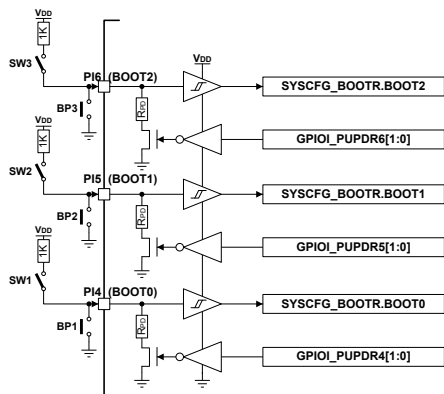 VDD
1K
SW3
VDD
PI6 (BOOT2)
SYSCFG_BOOTR.BOOT2
BP3
RPD
GPIOI_PUPDR6[1:0]
VDD
1K
SW2
PI5 (BOOT1)
SYSCFG_BOOTR.BOOT1
BP2
RPD
GPIOI_PUPDR5[1:0]
VDD
1K
SW1
PI4 (BOOT0)
SYSCFG_BOOTR.BOOT0
BP1
RPD
GPIOI_PUPDR4[1:0]